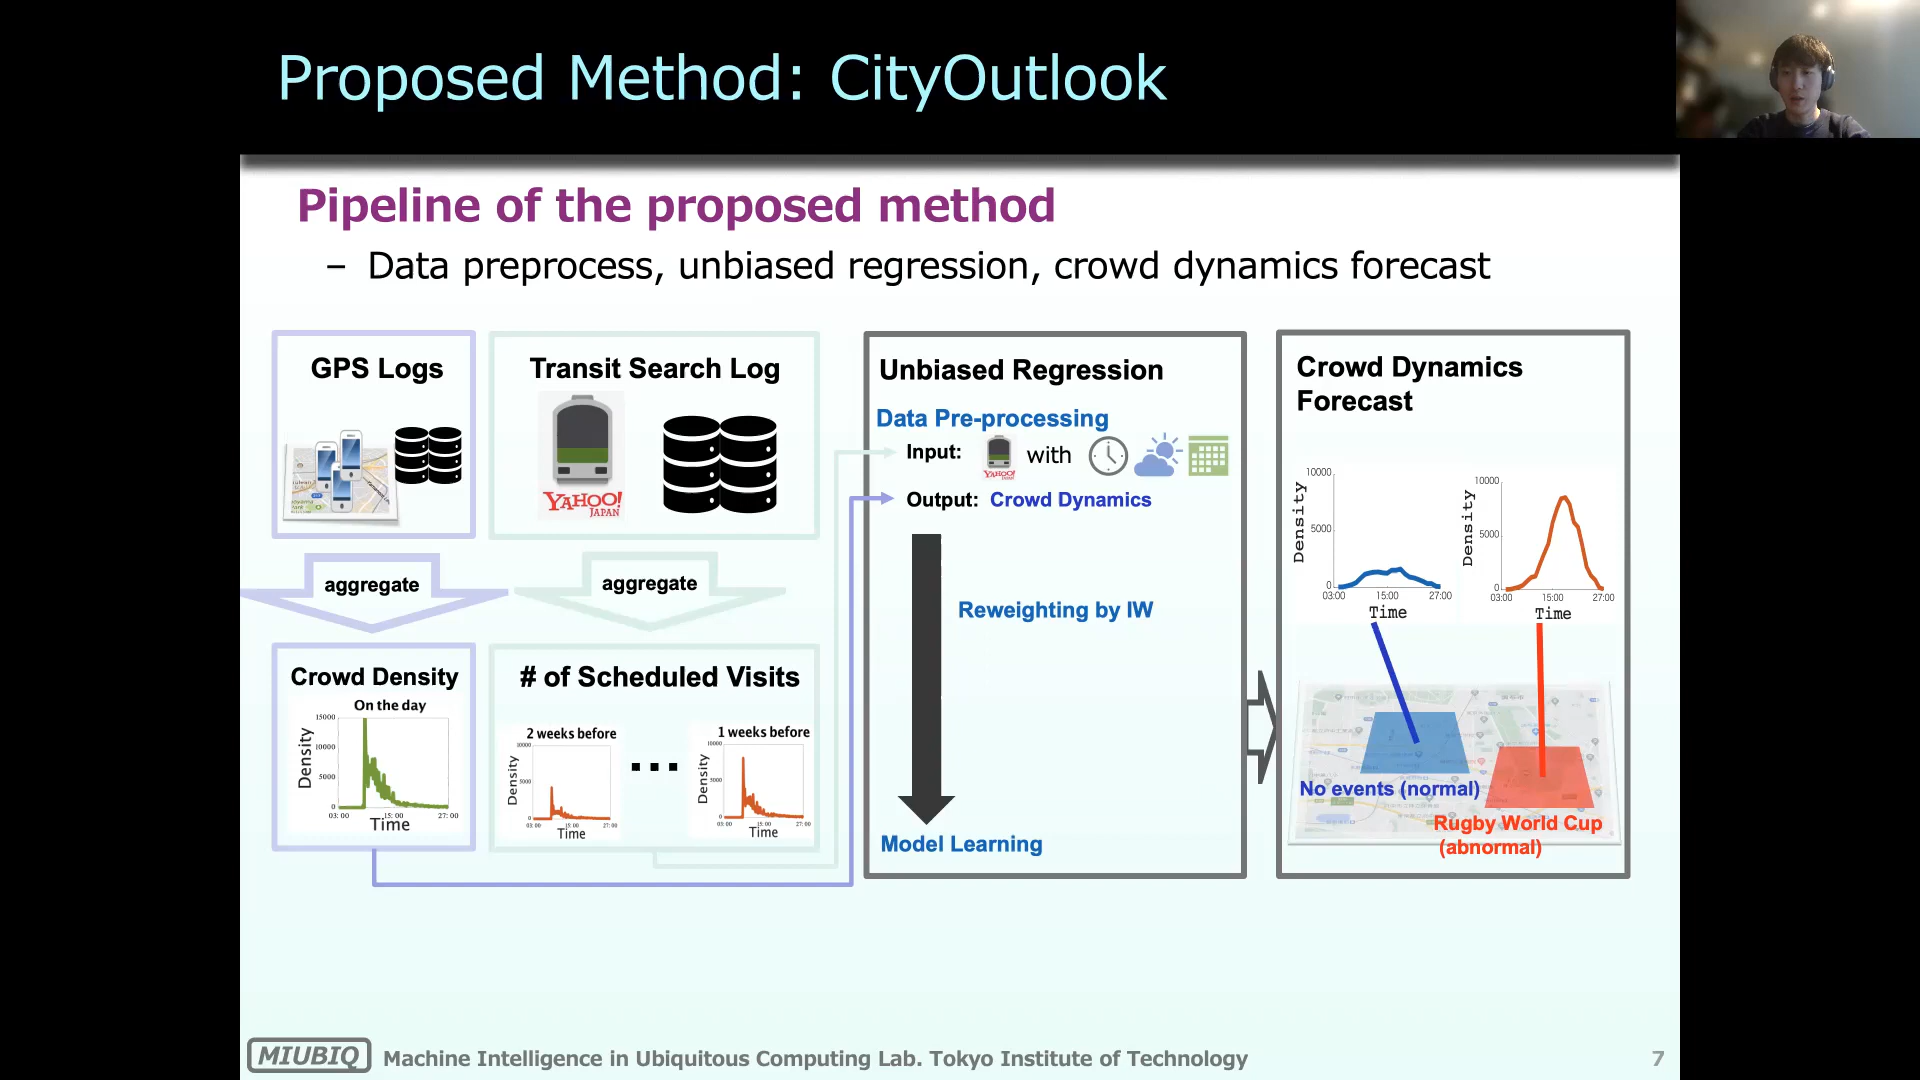 Proposed Method: CityOutlook
Pipeline of the proposed method
– Data preprocess, unbiased regression, crowd dynamics forecast
GPS Logs
Transit Search Log
YAHOO!
JAPAN
aggregate
aggregate
Crowd Density
On the day
Density
15000
10000
5000
0
03: 00
15: 00
27: 00
Time
# of Scheduled Visits
2 weeks before
Density
10000
5000
0
03: 00
15: 00
27: 00
Time
...
1 weeks before
Density
10000
5000
0
03: 00
15: 00
27: 00
Time
Unbiased Regression
Data Pre-processing
Input:
YAHOO!
with
Output: Crowd Dynamics
Reweighting by IW
Model Learning
Crowd Dynamics
Forecast
Density
10000
5000
0
03:00
15:00
27:00
Time
Density
10000
5000
0
03:00
15:00
27:00
Time
No events (normal)
Rugby World Cup
(abnormal)
MIUBIQ
Machine Intelligence in Ubiquitous Computing Lab. Tokyo Institute of Technology
7